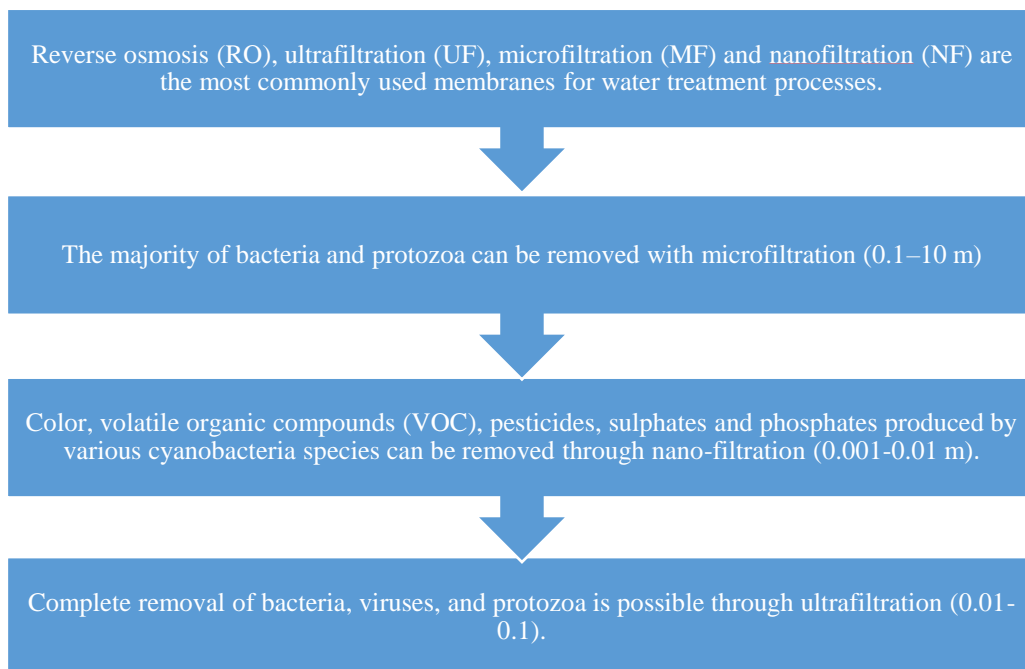 Reverse osmosis (RO), ultrafiltration (UF), microfiltration (MF) and nanofiltration (NF) are
the most commonly used membranes for water treatment processes.
The majority of bacteria and protozoa can be removed with microfiltration (0.1–10 m)
Color, volatile organic compounds (VOC), pesticides, sulphates and phosphates produced by
various cyanobacteria species can be removed through nano-filtration (0.001-0.01 m).
Complete removal of bacteria, viruses, and protozoa is possible through ultrafiltration (0.01-
0.1).